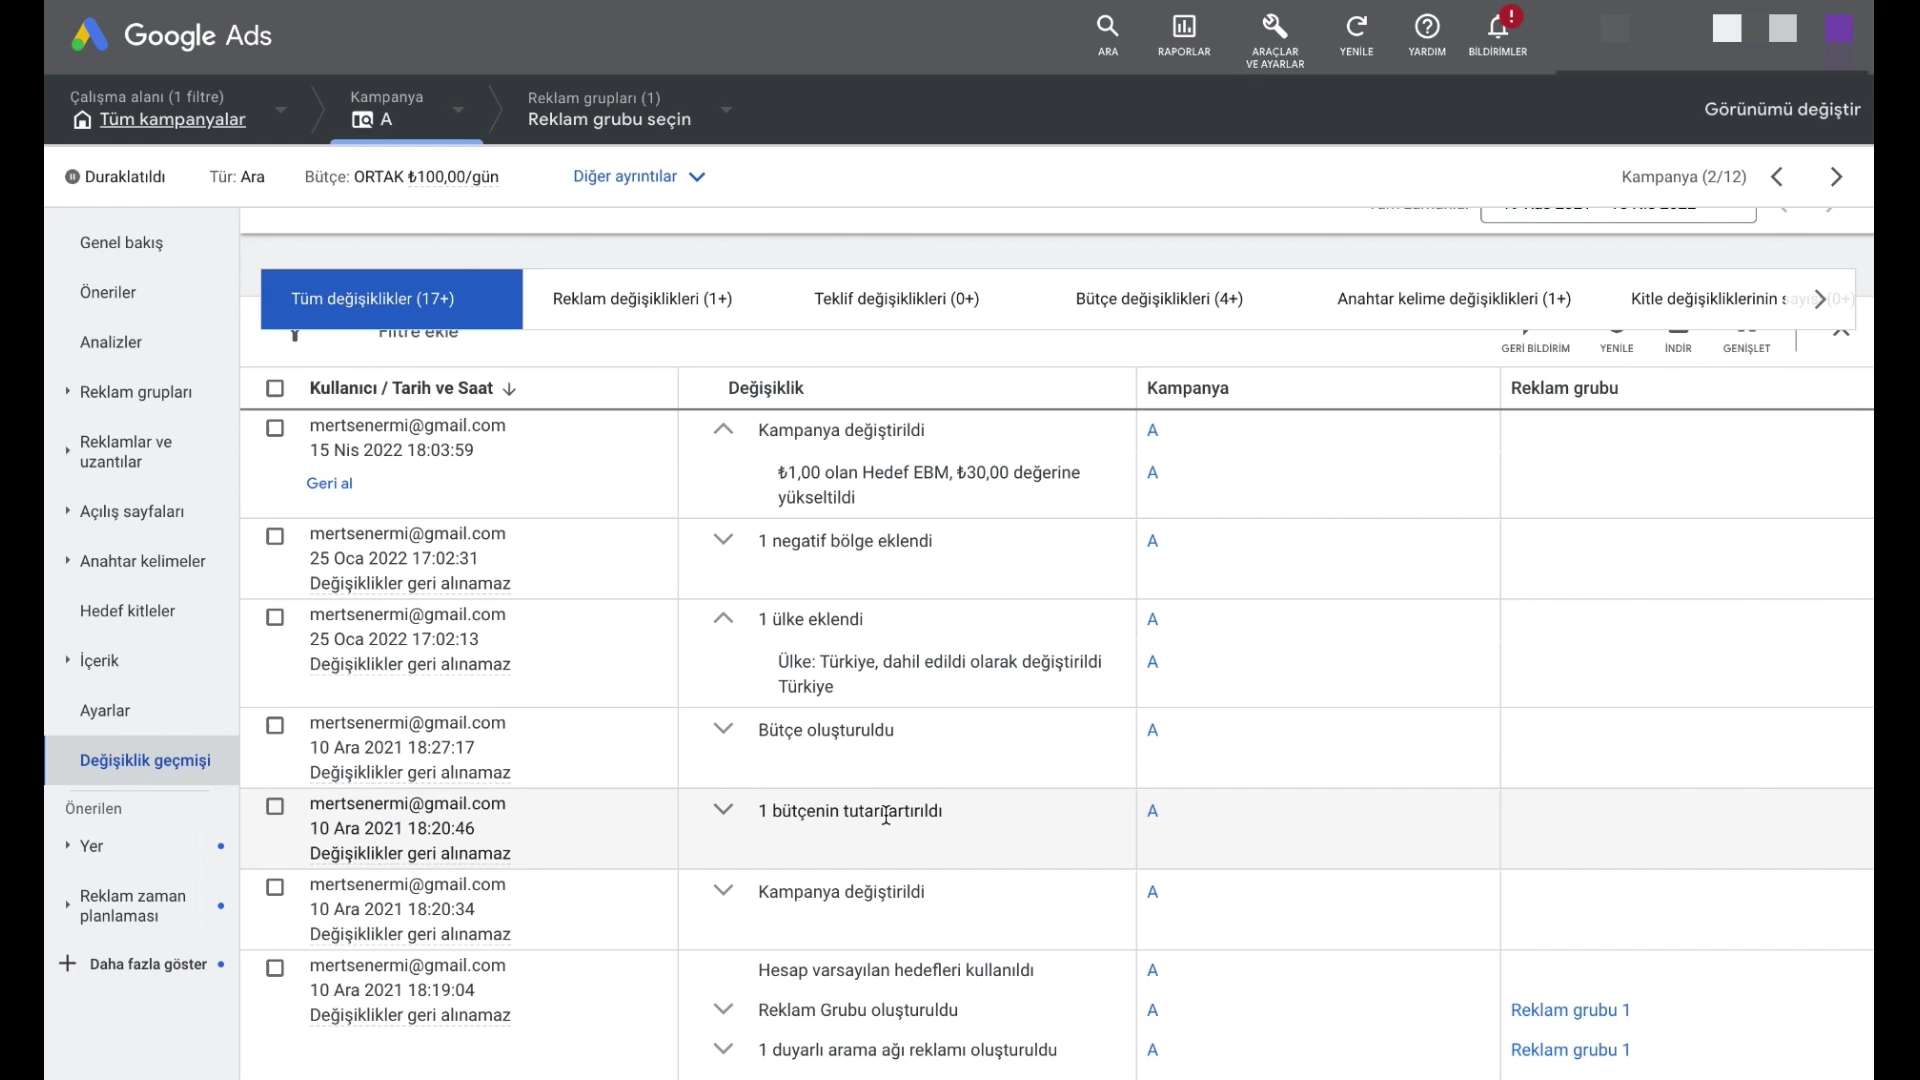 Google Ads
ARA
RAPORLAR
ARAÇLAR
VE AYARLAR
YENİLE
YARDIM
BİLDİRİMLER
Çalışma alanı (1 filtre)
Tüm kampanyalar
Kampanya
A
Reklam grupları (1)
Reklam grubu seçin
Görünümü değiştir
Duraklatıldı
Tür: Ara
Bütçe: ORTAK ₺100,00/gün
Diğer ayrıntılar
Kampanya (2/12)
Genel bakış
Öneriler
Analizler
Reklam grupları
Reklamlar ve
uzantılar
Açılış sayfaları
Anahtar kelimeler
Hedef kitleler
İçerik
Ayarlar
Değişiklik geçmişi
Önerilen
Yer
Reklam zaman
planlaması
Daha fazla göster
Tüm değişiklikler (17+)
Reklam değişiklikleri (1+)
Teklif değişiklikleri (0+)
Bütçe değişiklikleri (4+)
Anahtar kelime değişiklikleri (1+)
Kitle değişikliklerinin sayısı (0+)
Filtre ekle
GERİ BİLDİRİM
YENİLE
İNDİR
GENİŞLET
Kullanıcı / Tarih ve Saat
Değişiklik
Kampanya
Reklam grubu
mertsenermi@gmail.com
15 Nis 2022 18:03:59
Geri al
Kampanya değiştirildi
A
₺1,00 olan Hedef EBM, ₺30,00 değerine
yükseltildi
A
mertsenermi@gmail.com
25 Oca 2022 17:02:31
Değişiklikler geri alınamaz
1 negatif bölge eklendi
A
mertsenermi@gmail.com
25 Oca 2022 17:02:13
Değişiklikler geri alınamaz
1 ülke eklendi
A
Ülke: Türkiye, dahil edildi olarak değiştirildi
Türkiye
A
mertsenermi@gmail.com
10 Ara 2021 18:27:17
Değişiklikler geri alınamaz
Bütçe oluşturuldu
A
mertsenermi@gmail.com
10 Ara 2021 18:20:46
Değişiklikler geri alınamaz
1 bütçenin tutarı artırıldı
A
mertsenermi@gmail.com
10 Ara 2021 18:20:34
Değişiklikler geri alınamaz
Kampanya değiştirildi
A
mertsenermi@gmail.com
10 Ara 2021 18:19:04
Değişiklikler geri alınamaz
Hesap varsayılan hedefleri kullanıldı
A
Reklam Grubu oluşturuldu
A
Reklam grubu 1
1 duyarlı arama ağı reklamı oluşturuldu
A
Reklam grubu 1